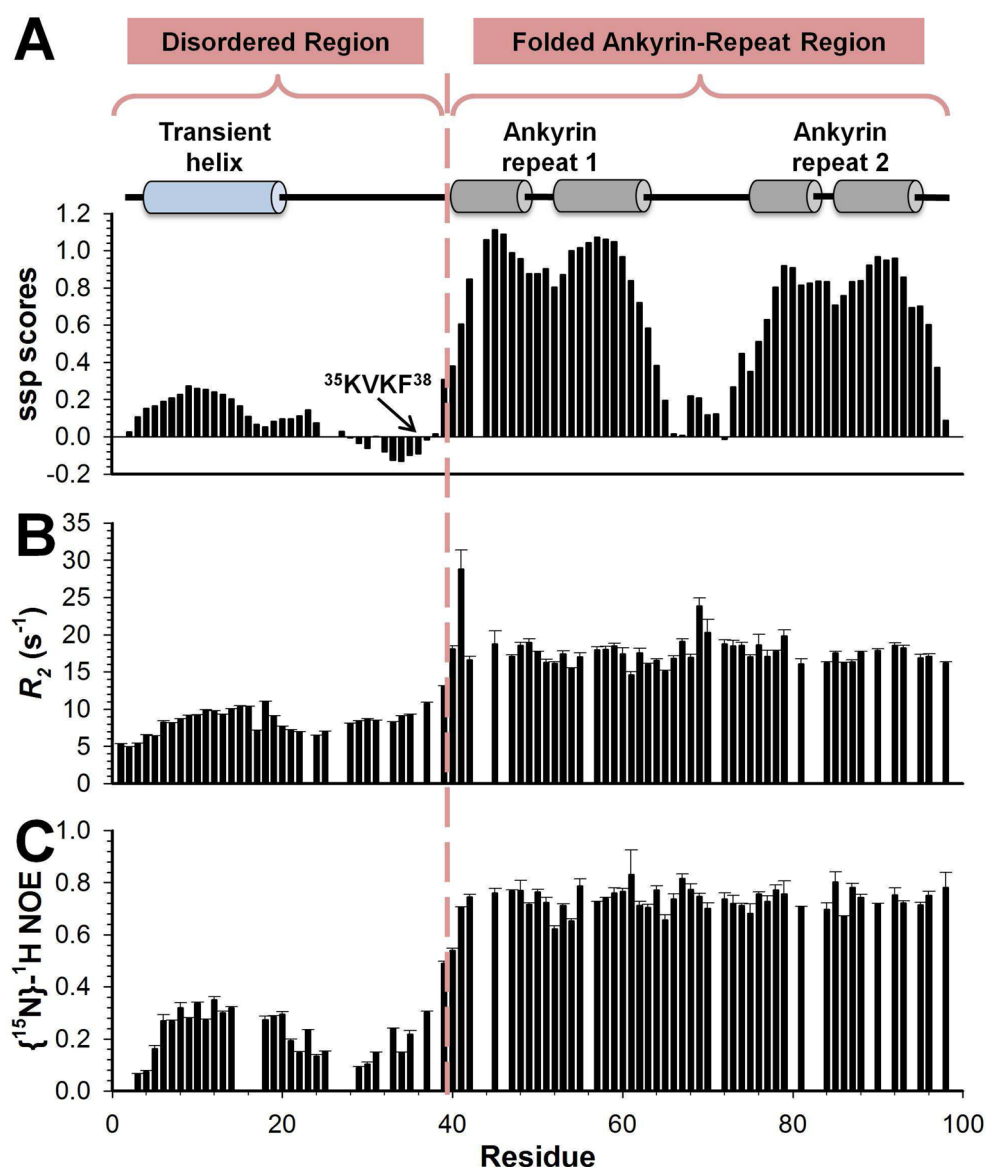 A
Disordered Region
Folded Ankyrin-Repeat Region
Transient
helix
Ankyrin
repeat 1
Ankyrin
repeat 2
1.2
1.0
0.8
0.6
0.4
0.2
0.0
-0.2
ssp scores
³⁵KVKF³⁸
B
35
30
25
20
15
10
5
0
R₂ (s⁻¹)
C
1.0
0.8
0.6
0.4
0.2
0.0
{¹⁵N}-¹H NOE
0 20 40 60 80 100
Residue